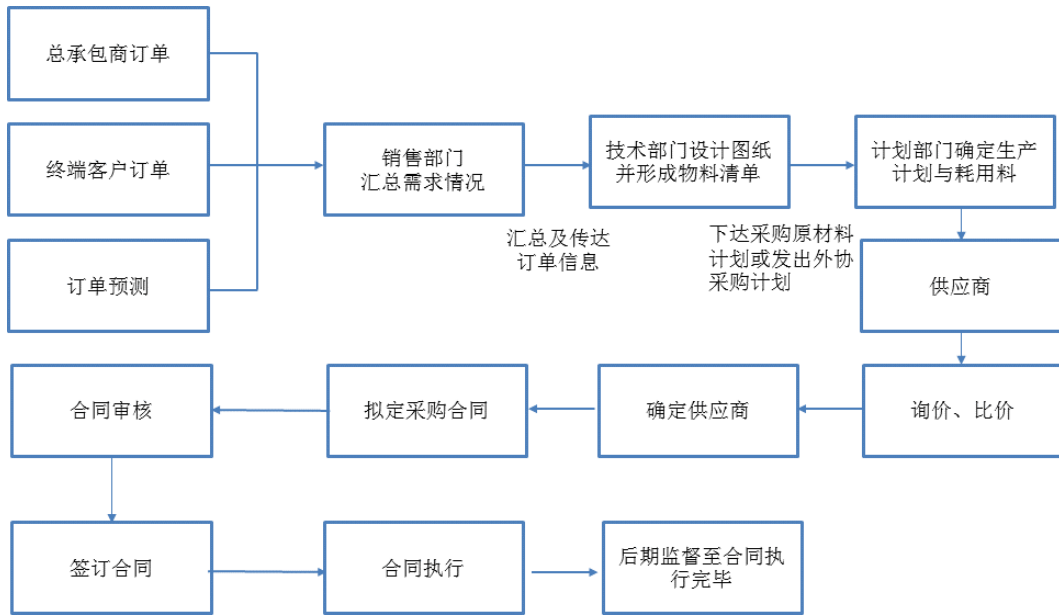 总承包商订单
终端客户订单
订单预测
销售部门
汇总需求情况
汇总及传达
订单信息
技术部门设计图纸
并形成物料清单
下达采购原材料
计划或发出外协
采购计划
计划部门确定生产
计划与耗用料
供应商
询价、比价
确定供应商
拟定采购合同
合同审核
签订合同
合同执行
后期监督至合同执
行完毕